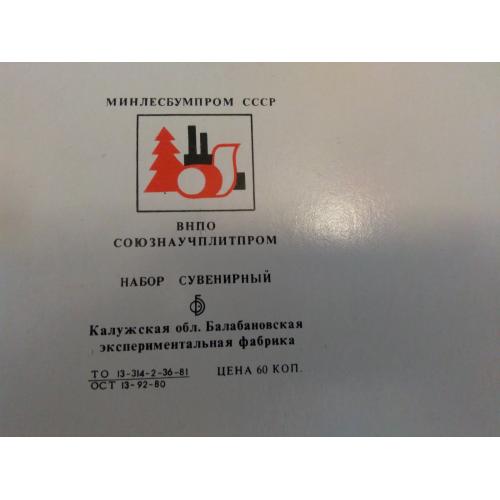 МИНЛЕСБУМПРОМ СССР
ВНПО
СОЮЗНАУЧПЛИТПРОМ
НАБОР СУВЕНИРНЫЙ
Калужская обл. Балабановская
экспериментальная фабрика
ТО 13-314-2-36-81 ЦЕНА 60 КОП.
ОСТ 13-92-80